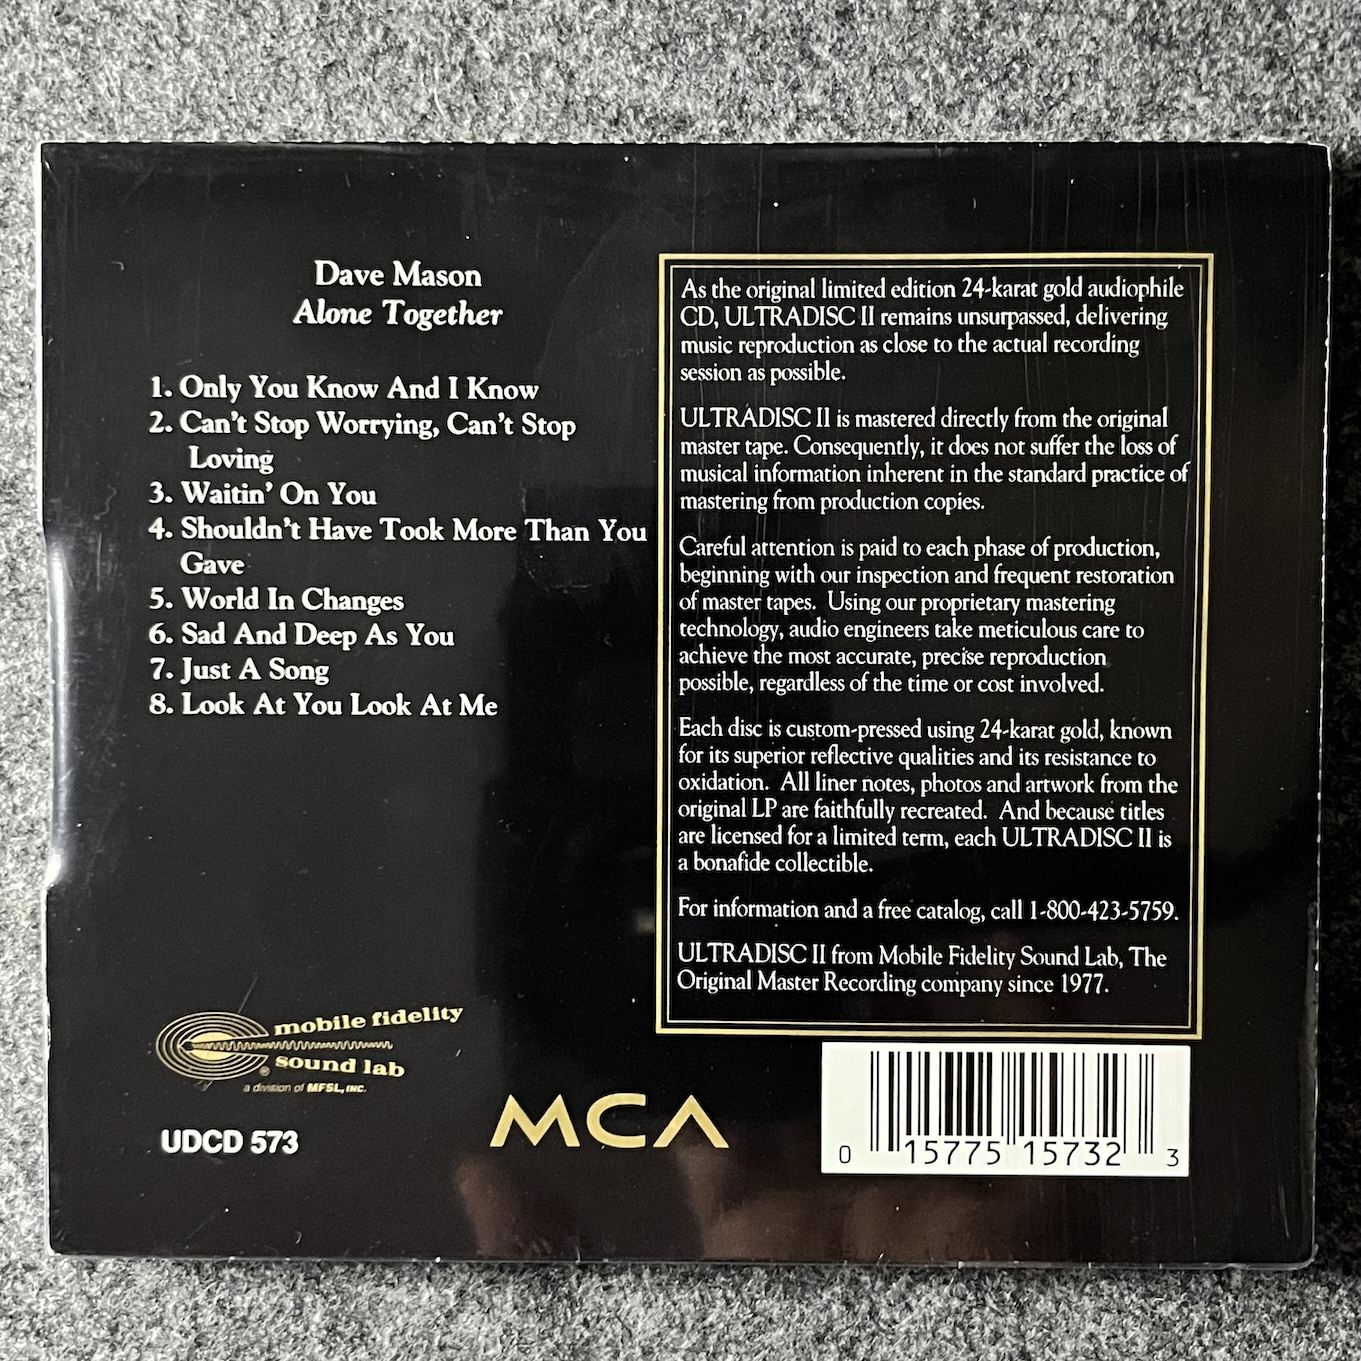 Dave Mason
Alone Together
1. Only You Know And I Know
2. Can't Stop Worrying, Can't Stop
Loving
3. Waitin' On You
4. Shouldn't Have Took More Than You
Gave
5. World In Changes
6. Sad And Deep As You
7. Just A Song
8. Look At You Look At Me
As the original limited edition 24-karat gold audiophile
CD, ULTRADISC II remains unsurpassed, delivering
music reproduction as close to the actual recording
session as possible.
ULTRADISC II is mastered directly from the original
master tape. Consequently, it does not suffer the loss of
musical information inherent in the standard practice of
mastering from production copies.
Careful attention is paid to each phase of production,
beginning with our inspection and frequent restoration
of master tapes. Using our proprietary mastering
technology, audio engineers take meticulous care to
achieve the most accurate, precise reproduction
possible, regardless of the time or cost involved.
Each disc is custom-pressed using 24-karat gold, known
for its superior reflective qualities and its resistance to
oxidation. All liner notes, photos and artwork from the
original LP are faithfully recreated. And because titles
are licensed for a limited term, each ULTRADISC II is
a bonafide collectible.
For information and a free catalog, call 1-800-423-5759.
ULTRADISC II from Mobile Fidelity Sound Lab, The
Original Master Recording company since 1977.
mobile fidelity
® sound lab
a division of MFSL, INC.
UDCD 573
MCA
0 15775 15732 3